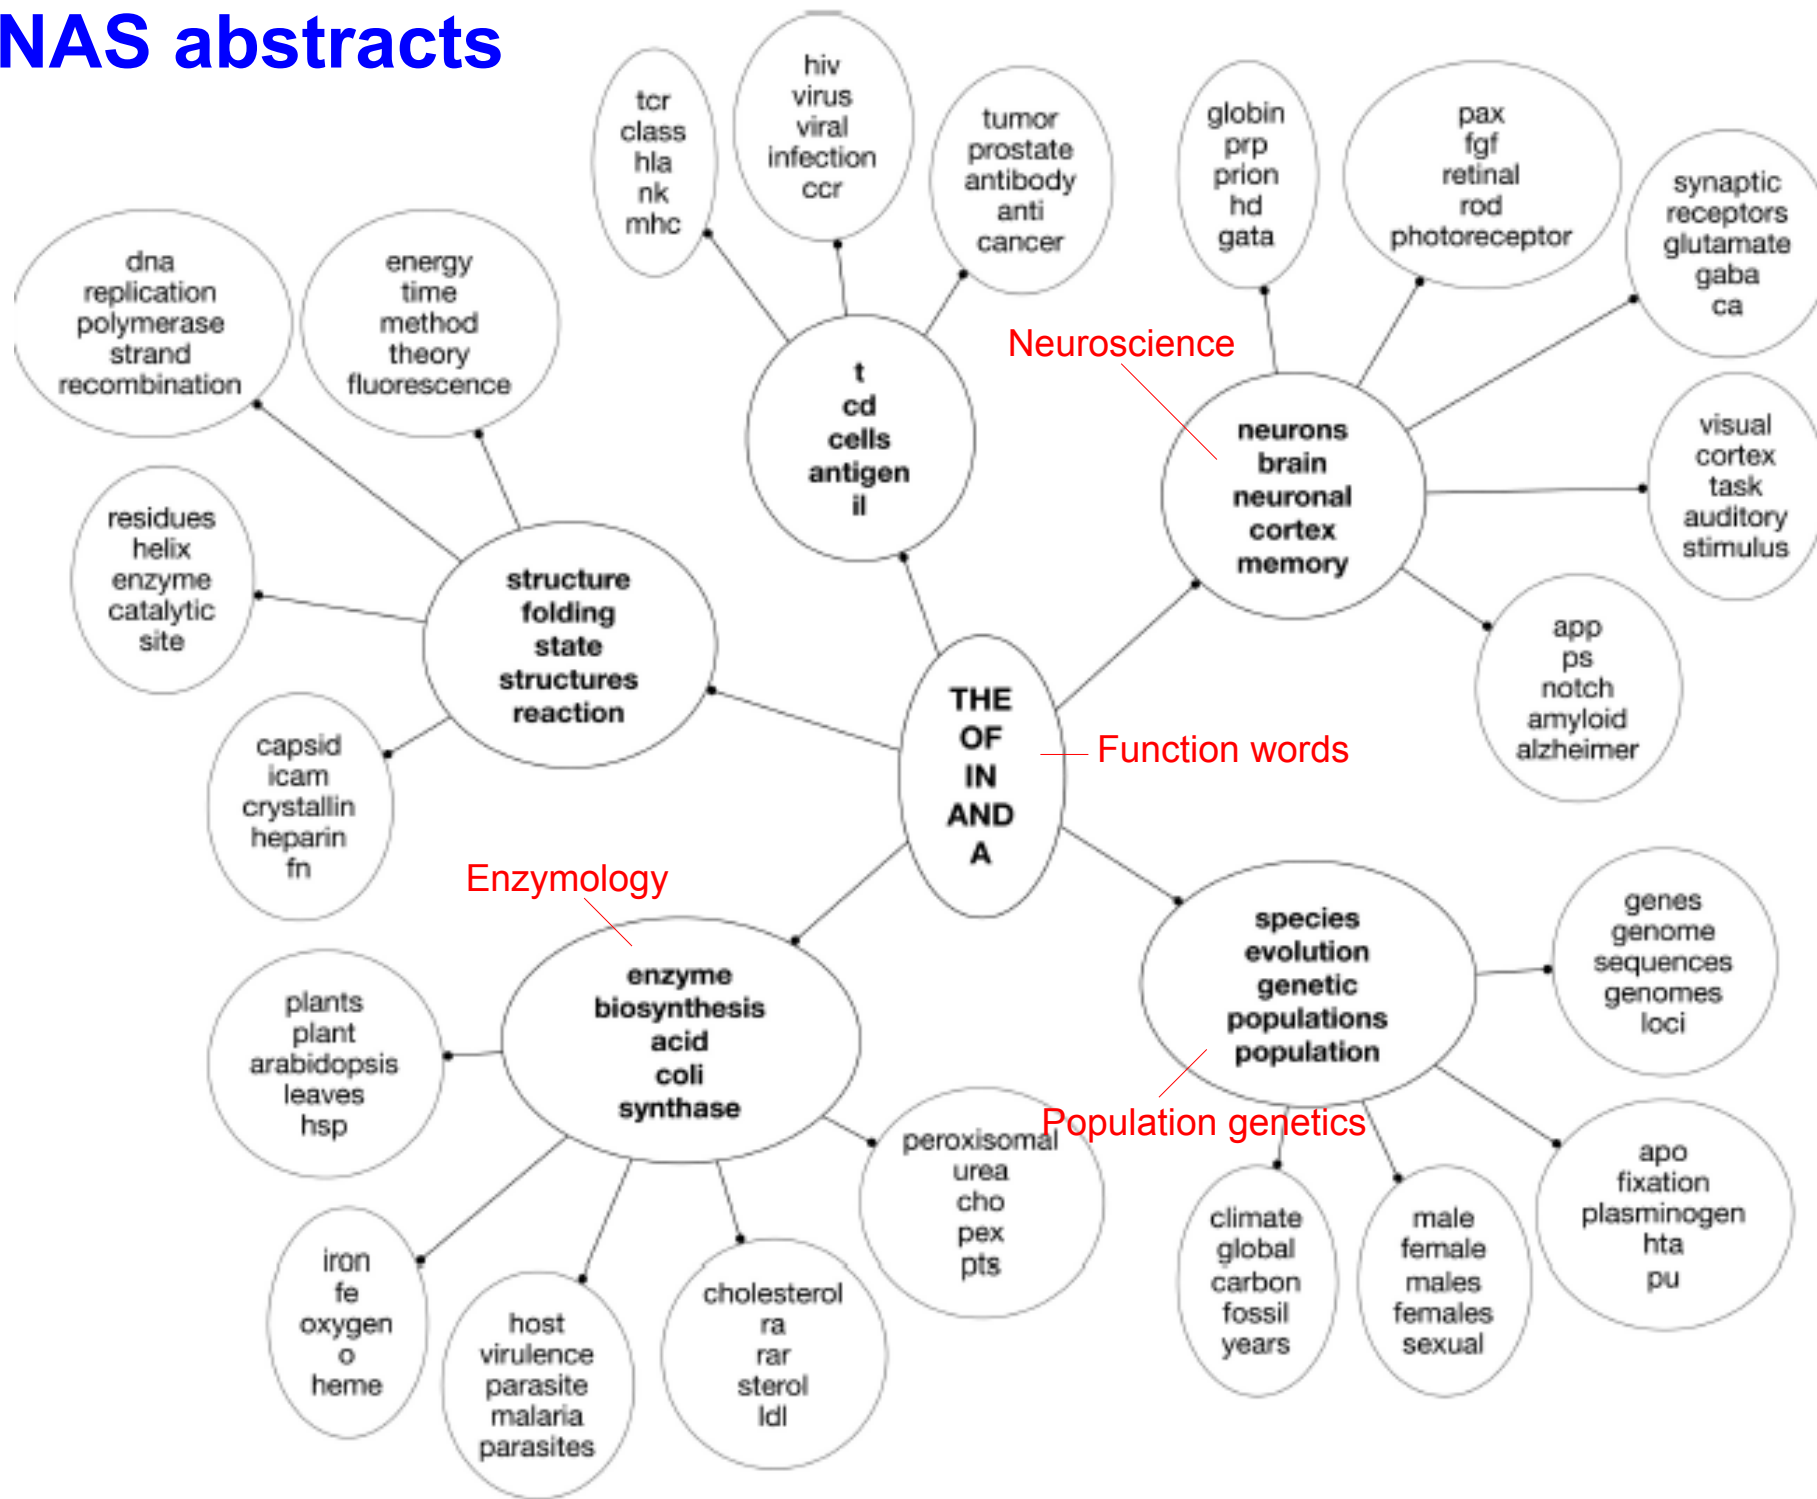 NAS abstracts
tcr
class
hla
nk
mhc
hiv
virus
viral
infection
ccr
tumor
prostate
antibody
anti
cancer
globin
prp
prion
hd
gata
pax
fgf
retinal
rod
photoreceptor
synaptic
receptors
glutamate
gaba
ca
dna
replication
polymerase
strand
recombination
energy
time
method
theory
fluorescence
Neuroscience
t
cd
cells
antigen
il
neurons
brain
neuronal
cortex
memory
visual
cortex
task
auditory
stimulus
residues
helix
enzyme
catalytic
site
structure
folding
state
structures
reaction
app
ps
notch
amyloid
alzheimer
THE
OF
IN
AND
A
Function words
capsid
icam
crystallin
heparin
fn
Enzymology
enzyme
biosynthesis
acid
coli
synthase
species
evolution
genetic
populations
population
Population genetics
genes
genome
sequences
genomes
loci
plants
plant
arabidopsis
leaves
hsp
peroxisomal
urea
cho
pex
pts
apo
fixation
plasminogen
hta
pu
iron
fe
oxygen
o
heme
host
virulence
parasite
malaria
parasites
cholesterol
ra
rar
sterol
ldl
climate
global
carbon
fossil
years
male
female
males
females
sexual